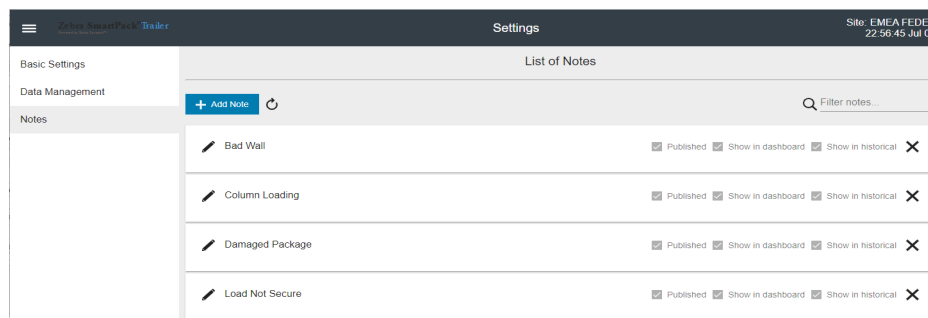 Zebra SmartPack Trailer
Settings
Site: EMEA FEDE
22:56:45 Jul 0
Basic Settings
Data Management
Notes
List of Notes
Add Note
Filter notes...
Bad Wall
Published Show in dashboard Show in historical
Column Loading
Published Show in dashboard Show in historical
Damaged Package
Published Show in dashboard Show in historical
Load Not Secure
Published Show in dashboard Show in historical